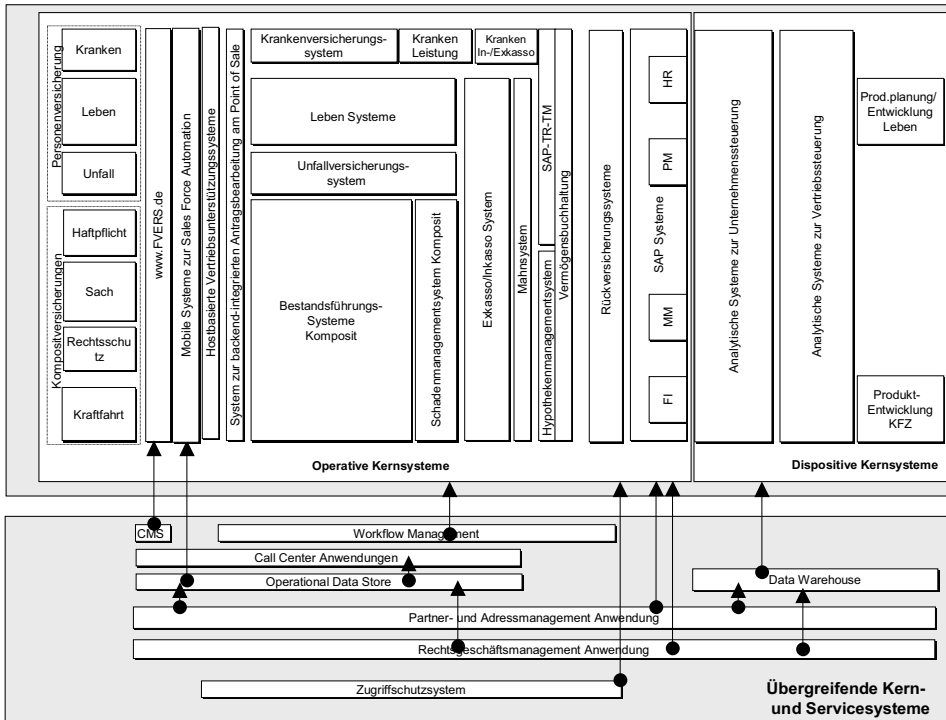 Personenversicherung
Kranken
Leben
Unfall
Kompositversicherungen
Haftpflicht
Sach
Rechtsschu
tz
Kraftfahrt
www.FVERS.de
Mobile Systeme zur Sales Force Automation
Hostbasierte Vertriebsunterstützungssysteme
System zur backend-integrierten Antragsbearbeitung am Point of Sale
Krankenversicherungs-
system
Kranken
Leistung
Kranken
In-/Exkasso
Leben Systeme
Unfallversicherungs-
system
Bestandsführungs-
Systeme
Komposit
Schadenmanagementsystem Komposit
Exkasso/Inkasso System
Mahnsystem
SAP-TR-TM
Hypothekenmanagementsystem
Vermögensbuchhaltung
Rückversicherungssysteme
SAP Systeme
HR
PM
MM
FI
Analytische Systeme zur Unternehmenssteuerung
Analytische Systeme zur Vertriebssteuerung
Prod.planung/
Entwicklung
Leben
Produkt-
Entwicklung
KFZ
Operative Kernsysteme
Dispositive Kernsysteme
CMS
Workflow Management
Call Center Anwendungen
Operational Data Store
Data Warehouse
Partner- und Adressmanagement Anwendung
Rechtsgeschäftsmanagement Anwendung
Zugriffschutzsystem
Übergreifende Kern-
und Servicesysteme